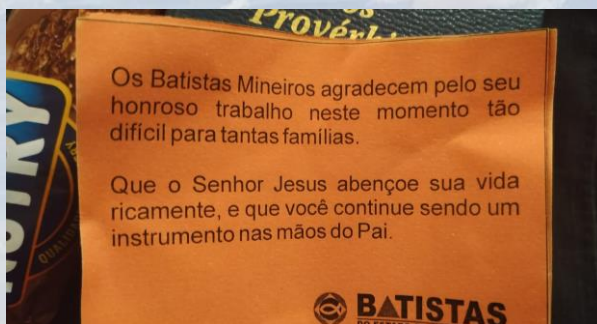 Provérbi
Os Batistas Mineiros agradecem pelo seu
honroso trabalho neste momento tão
difícil para tantas famílias.
Que o Senhor Jesus abençoe sua vida
ricamente, e que você continue sendo um
instrumento nas mãos do Pai.
BATISTAS